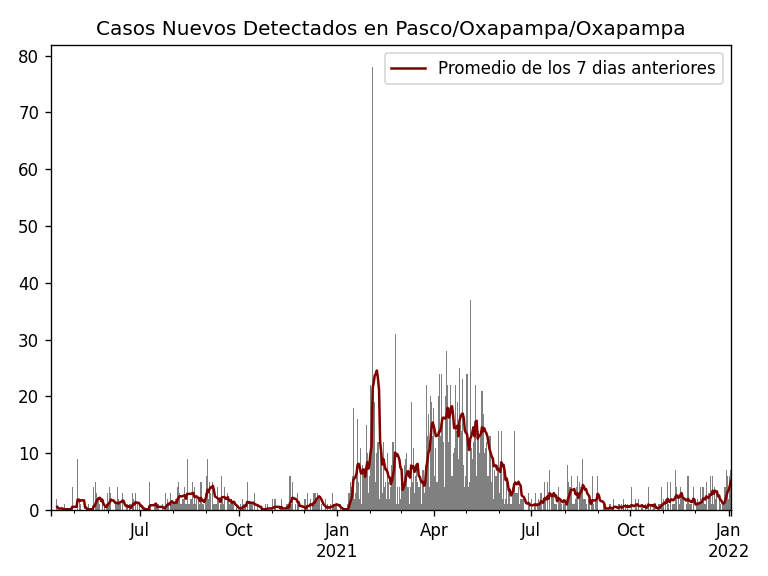 Casos Nuevos Detectados en Pasco/Oxapampa/Oxapampa
Promedio de los 7 dias anteriores
80
70
60
50
40
30
20
10
0
Jul
Oct
Jan
2021
Apr
Jul
Oct
Jan
2022